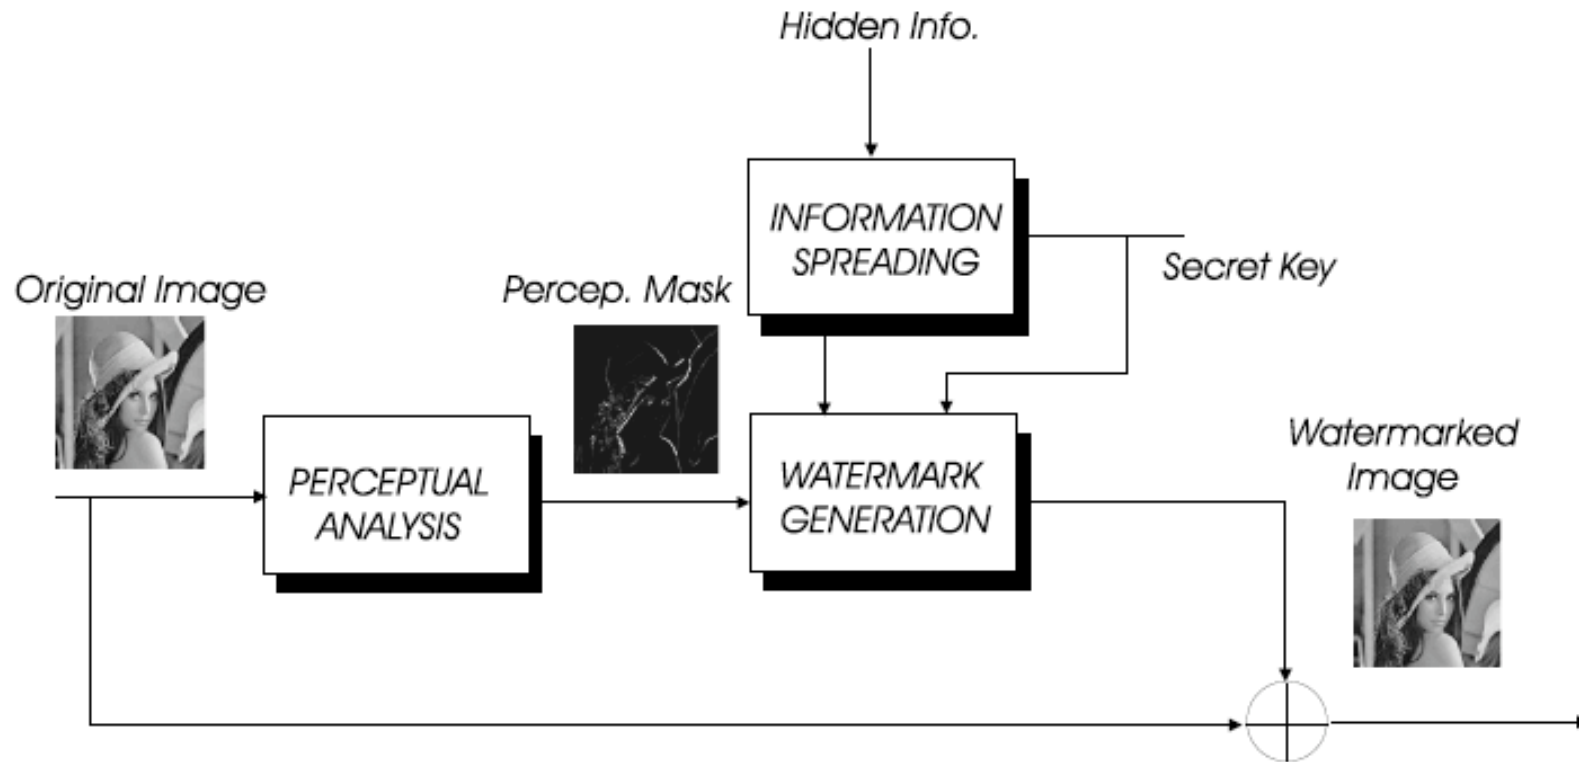 Hidden Info.
INFORMATION
SPREADING
Secret Key
Original Image
Percep. Mask
PERCEPTUAL
ANALYSIS
WATERMARK
GENERATION
Watermarked
Image